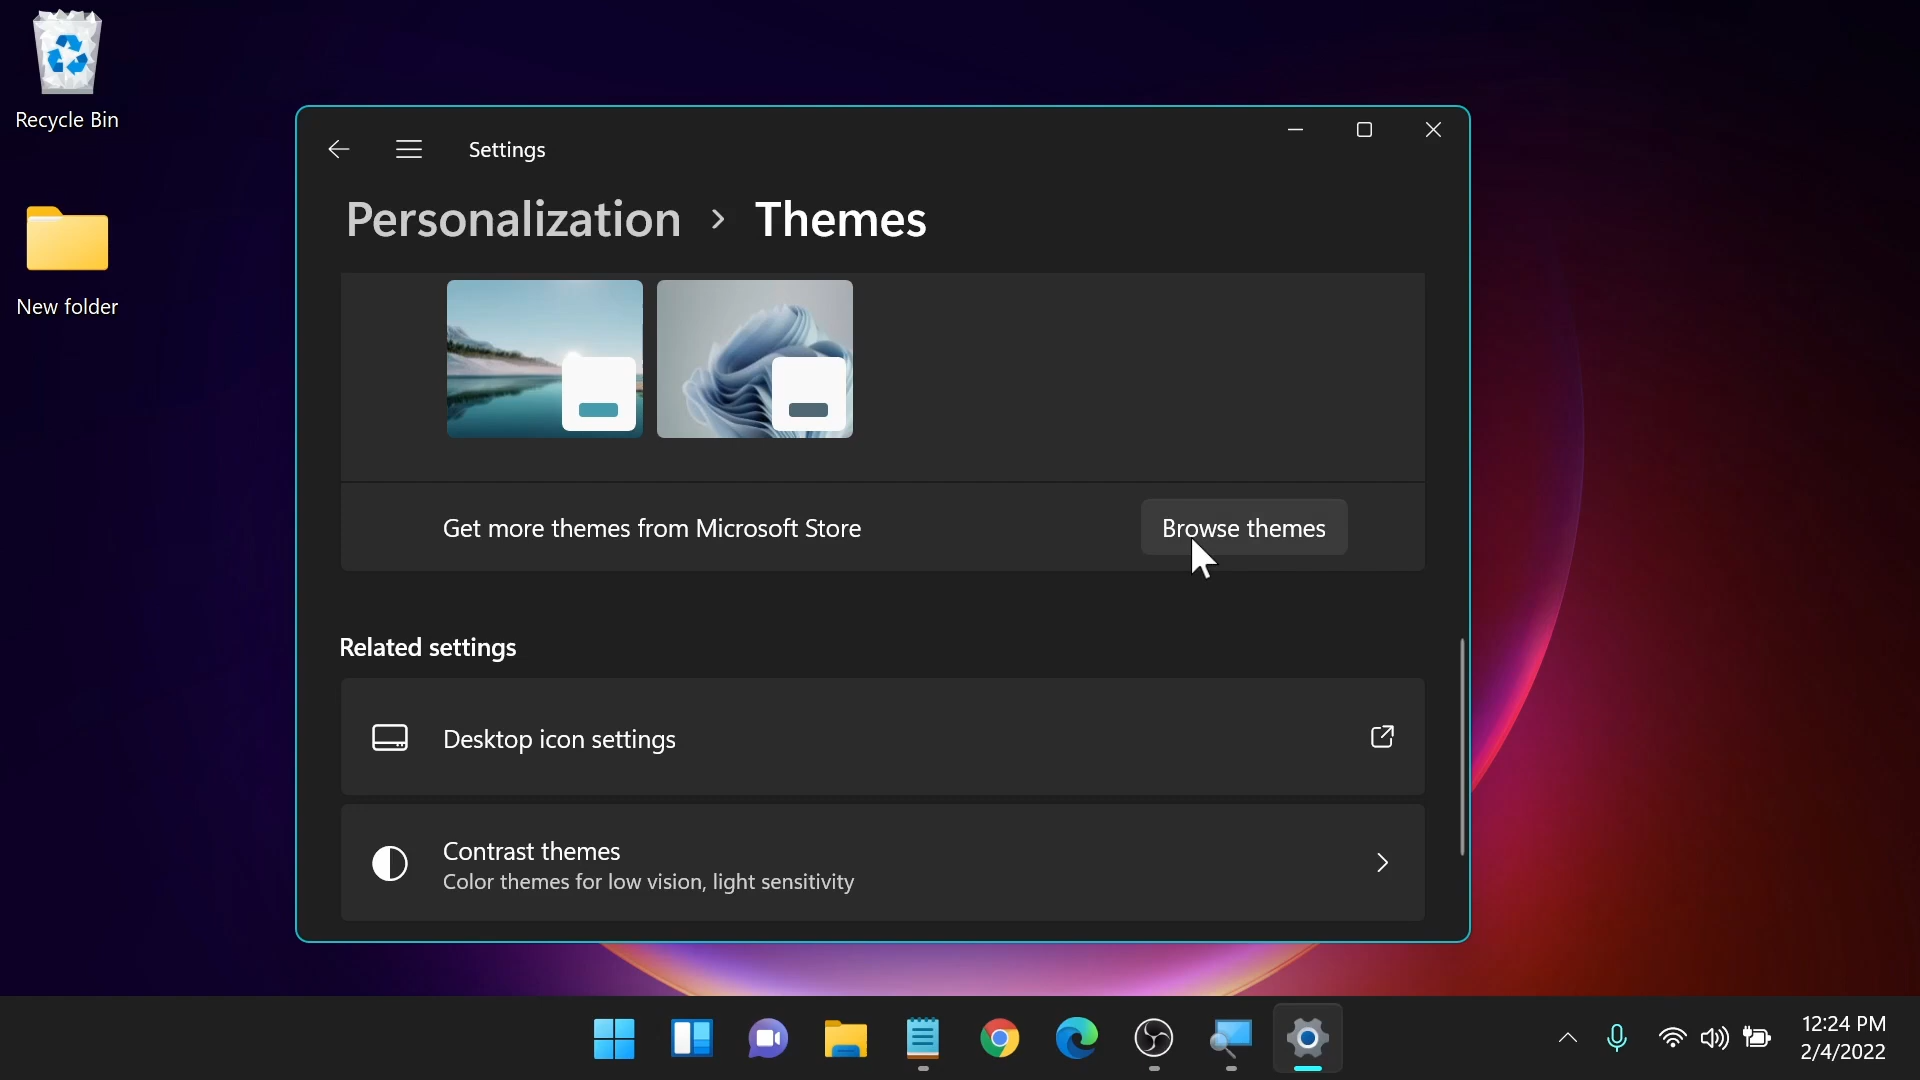 Recycle Bin
New folder
Settings
Personalization > Themes
Get more themes from Microsoft Store
Browse themes
Related settings
Desktop icon settings
Contrast themes
Color themes for low vision, light sensitivity
12:24 PM
2/4/2022